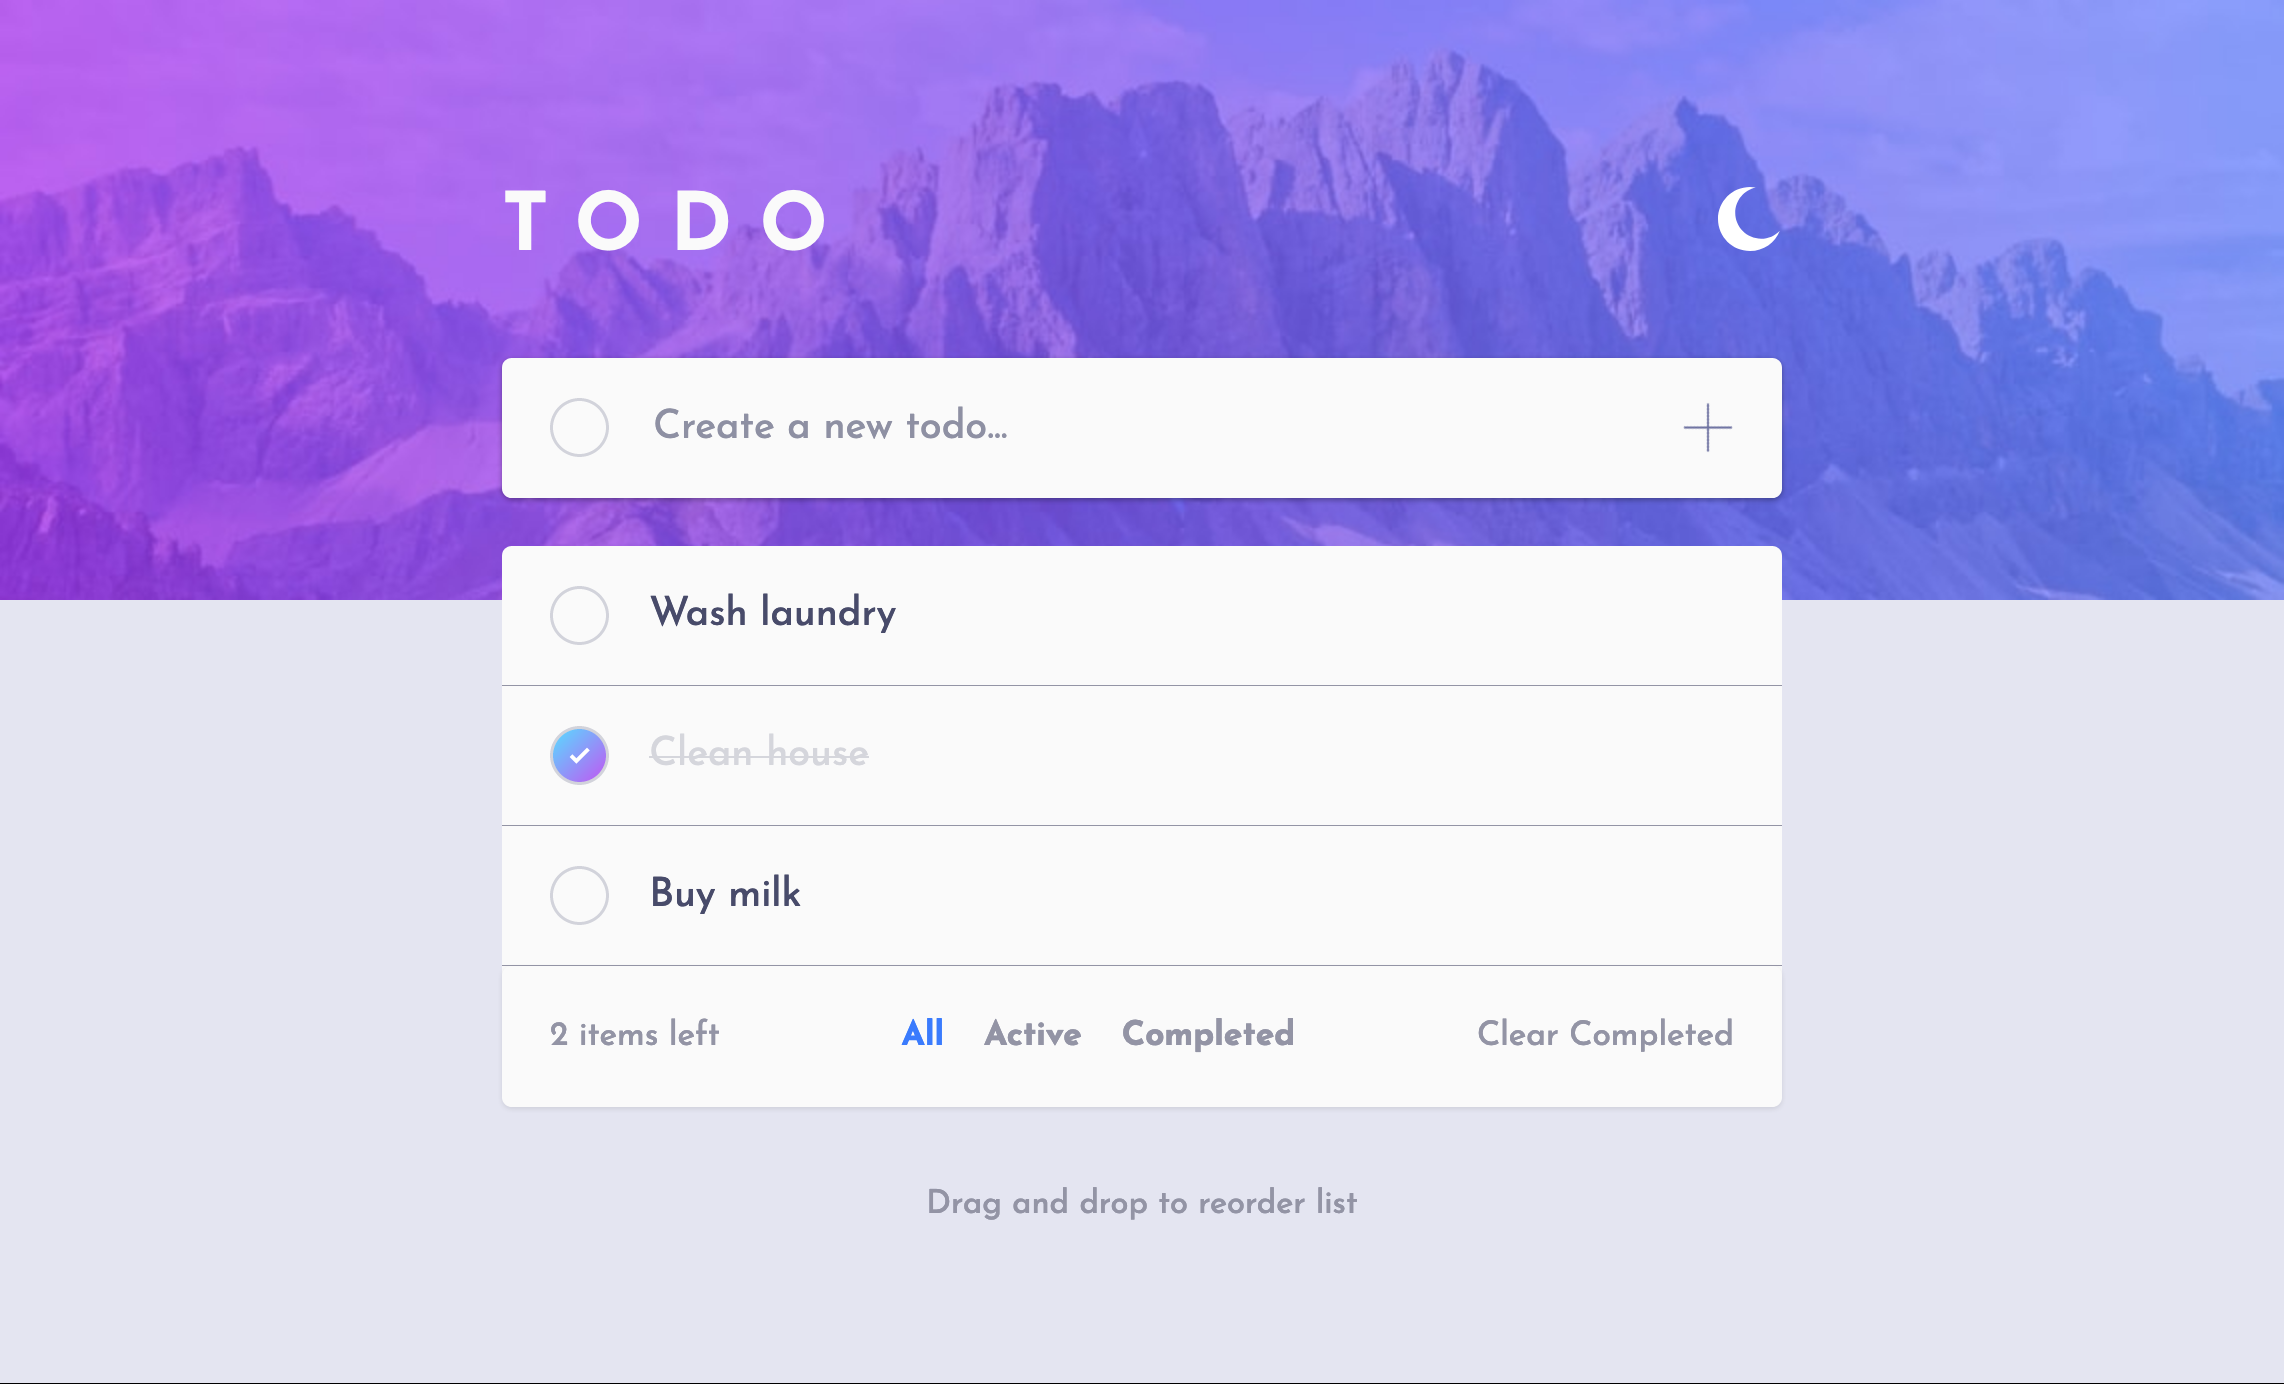 TODO
Create a new todo...
Wash laundry
Clean house
Buy milk
2 items left All Active Completed Clear Completed
Drag and drop to reorder list